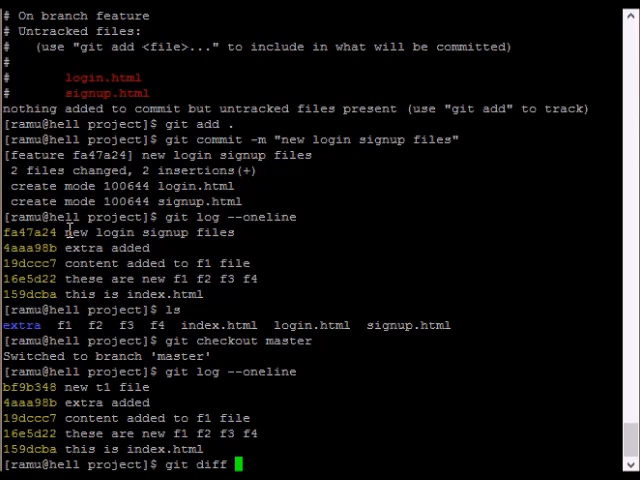 # On branch feature
# Untracked files:
#   (use "git add <file>..." to include in what will be committed)
#
#       login.html
#       signup.html
nothing added to commit but untracked files present (use "git add" to track)
[ramu@hell project]$ git add .
[ramu@hell project]$ git commit -m "new login signup files"
[feature fa47a24] new login signup files
 2 files changed, 2 insertions(+)
 create mode 100644 login.html
 create mode 100644 signup.html
[ramu@hell project]$ git log --oneline
fa47a24 new login signup files
4aaa98b extra added
19dccc7 content added to f1 file
16e5d22 these are new f1 f2 f3 f4
159dcba this is index.html
[ramu@hell project]$ ls
extra  f1  f2  f3  f4  index.html  login.html  signup.html
[ramu@hell project]$ git checkout master
Switched to branch 'master'
[ramu@hell project]$ git log --oneline
bf9b348 new t1 file
4aaa98b extra added
19dccc7 content added to f1 file
16e5d22 these are new f1 f2 f3 f4
159dcba this is index.html
[ramu@hell project]$ git diff